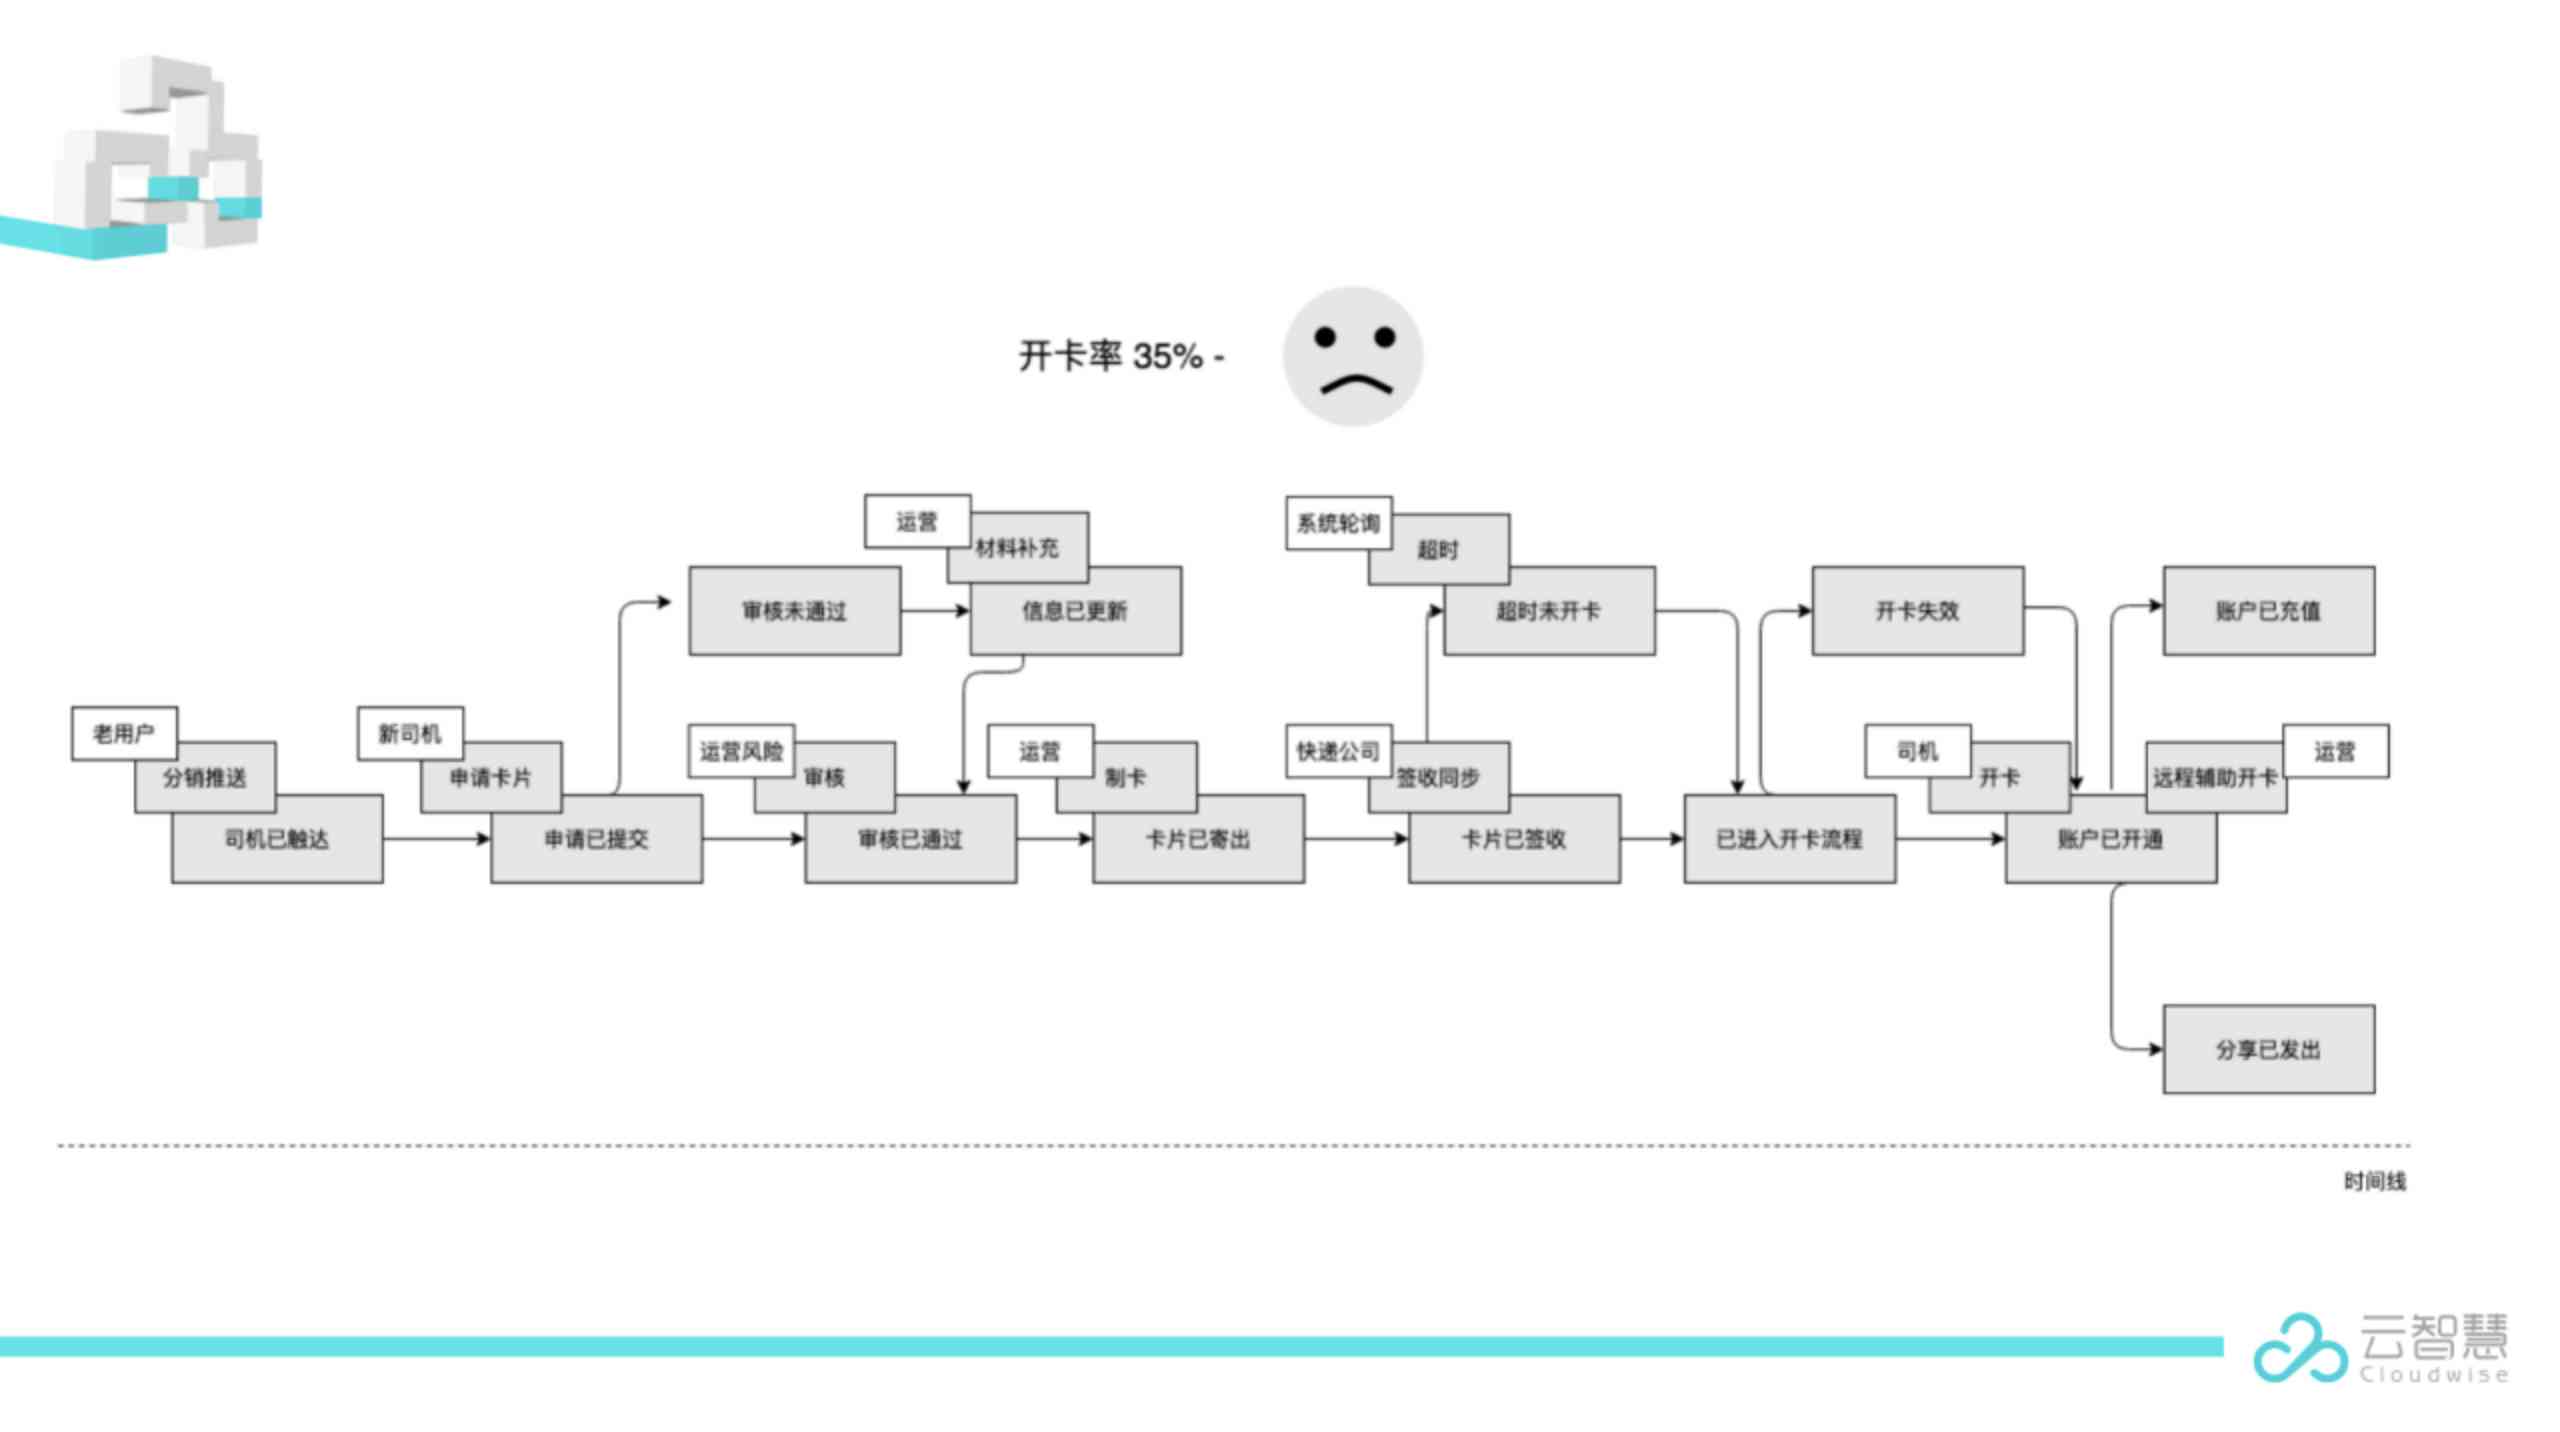 开卡率 35% -
运营
材料补充
系统轮询
超时
审核未通过
信息已更新
超时未开卡
开卡失效
账户已充值
老用户
分销推送
新司机
申请卡片
运营风险
审核
运营
制卡
快递公司
签收同步
司机
开卡
远程辅助开卡
运营
司机已触达
申请已提交
审核已通过
卡片已寄出
卡片已签收
已进入开卡流程
账户已开通
分享已发出
时间线
云智慧
Cloudwise